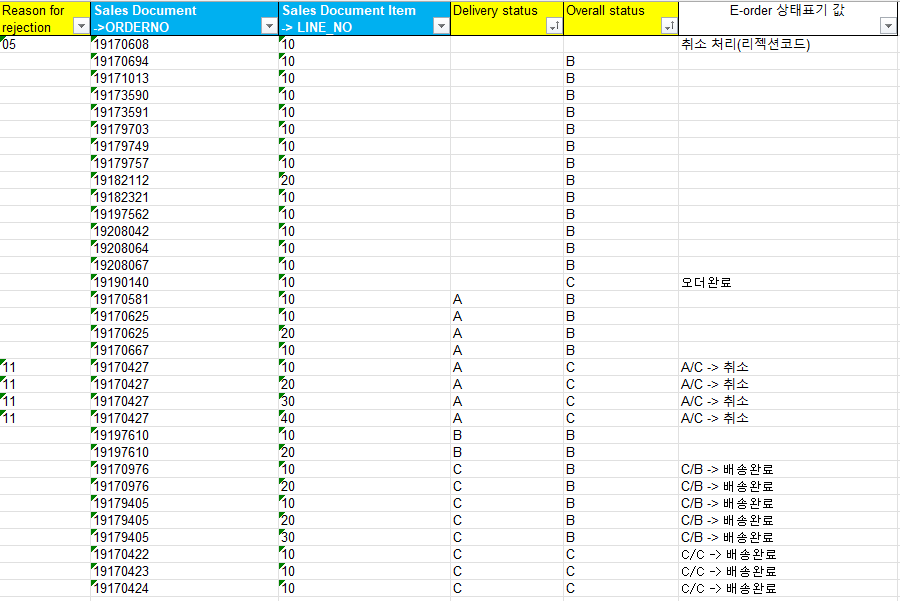 Reason for rejection Sales Document ->ORDERNO Sales Document Item -> LINE_NO Delivery status Overall status E-order 상태표기 값
05 19170608 10 취소 처리(리젝션코드)
19170694 10 B
19171013 10 B
19173590 10 B
19173591 10 B
19179703 10 B
19179749 10 B
19179757 10 B
19182112 20 B
19182321 10 B
19197562 10 B
19208042 10 B
19208064 10 B
19208067 10 B
19190140 10 C 오더완료
19170581 10 A B
19170625 10 A B
19170625 20 A B
19170667 10 A B
11 19170427 10 A C A/C -> 취소
11 19170427 20 A C A/C -> 취소
11 19170427 30 A C A/C -> 취소
11 19170427 40 A C A/C -> 취소
19197610 10 B B
19197610 20 B B
19170976 10 C B C/B -> 배송완료
19170976 20 C B C/B -> 배송완료
19179405 10 C B C/B -> 배송완료
19179405 20 C B C/B -> 배송완료
19179405 30 C B C/B -> 배송완료
19170422 10 C C C/C -> 배송완료
19170423 10 C C C/C -> 배송완료
19170424 10 C C C/C -> 배송완료